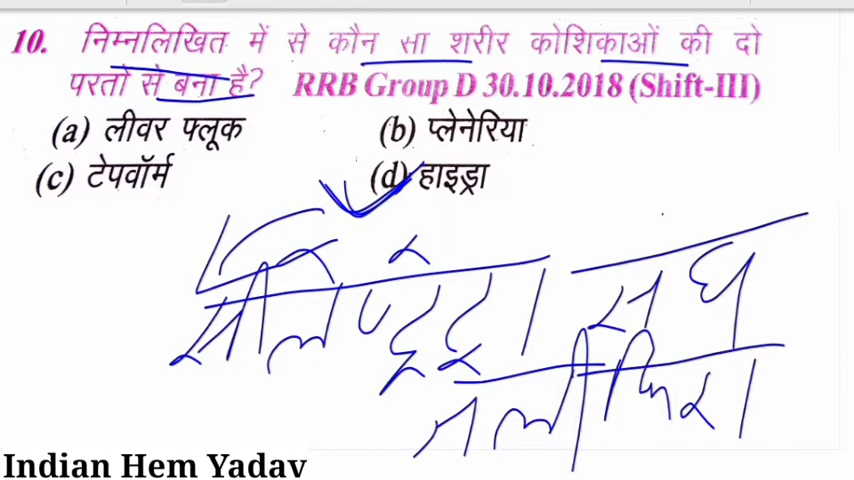 10. निम्नलिखित में से कौन सा शरीर कोशिकाओं की दो
परतो से बना है? RRB Group D 30.10.2018 (Shift-III)
(a) लीवर फ्लूक (b) प्लेनेरिया
(c) टेपवॉर्म (d) हाइड्रा
संघ
Indian Hem Yadav